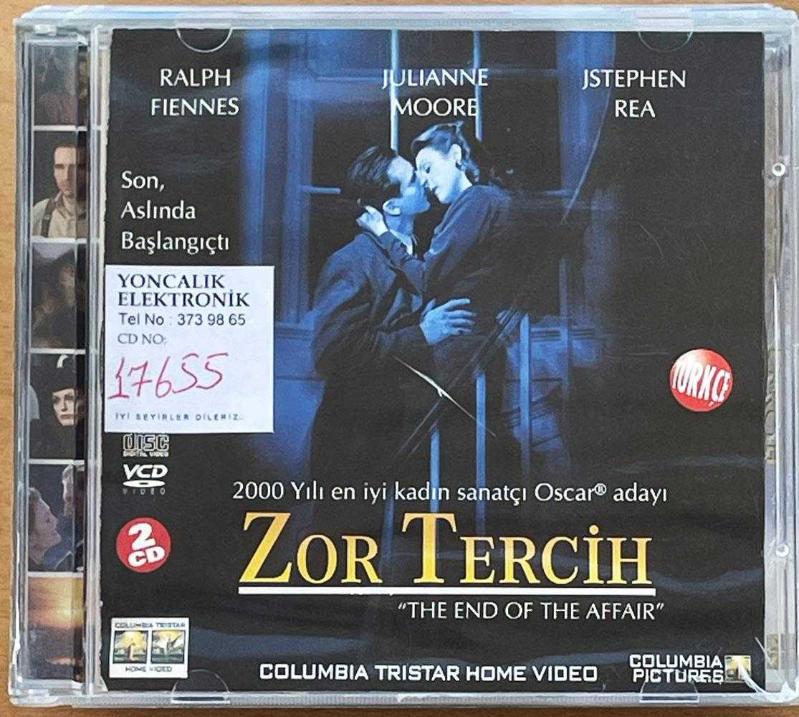 RALPH
FIENNES
JULIANNE
MOORE
JSTEPHEN
REA
Son,
Aslında
Başlangıçtı
YONCALIK
ELEKTRONİK
Tel No : 373 98 65
CD NO:
17655
İYİ SEYİRLER DİLERİZ..
TÜRKÇE
DISC
DIGITAL VIDEO
VCD
VIDEO
2
CD
2000 Yılı en iyi kadın sanatçı Oscar® adayı
ZOR TERCİH
“THE END OF THE AFFAIR”
COLUMBIA TRISTAR
HOME VIDEO
COLUMBIA TRISTAR HOME VIDEO
COLUMBIA
PICTURES